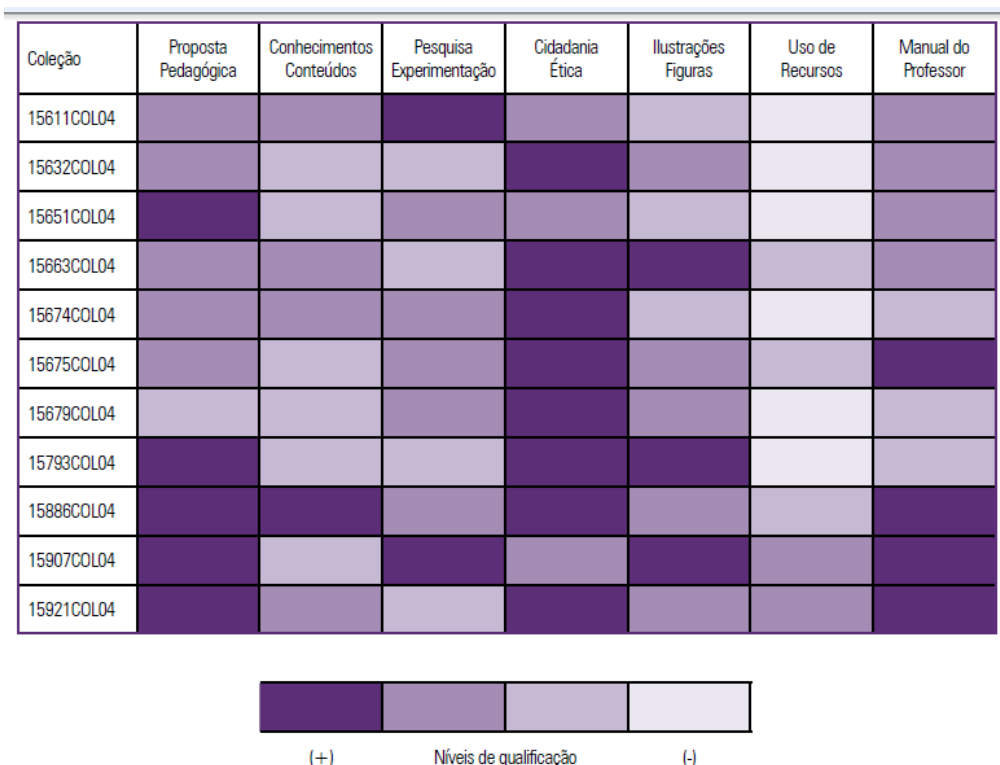 Coleção
Proposta
Pedagógica
Conhecimentos
Conteúdos
Pesquisa
Experimentação
Cidadania
Ética
Ilustrações
Figuras
Uso de
Recursos
Manual do
Professor
15611COL04
15632COL04
15651COL04
15663COL04
15674COL04
15675COL04
15679COL04
15793COL04
15886COL04
15907COL04
15921COL04
(+) Níveis de qualificação (-)